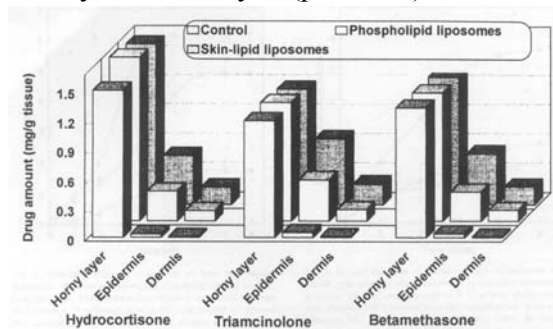 Control
Phospholipid liposomes
Skin-lipid liposomes
Drug amount (mg/g tissue)
1.5
1.2
0.9
0.6
0.3
0
Horny layer
Epidermis
Dermis
Horny layer
Epidermis
Dermis
Horny layer
Epidermis
Dermis
Hydrocortisone
Triamcinolone
Betamethasone